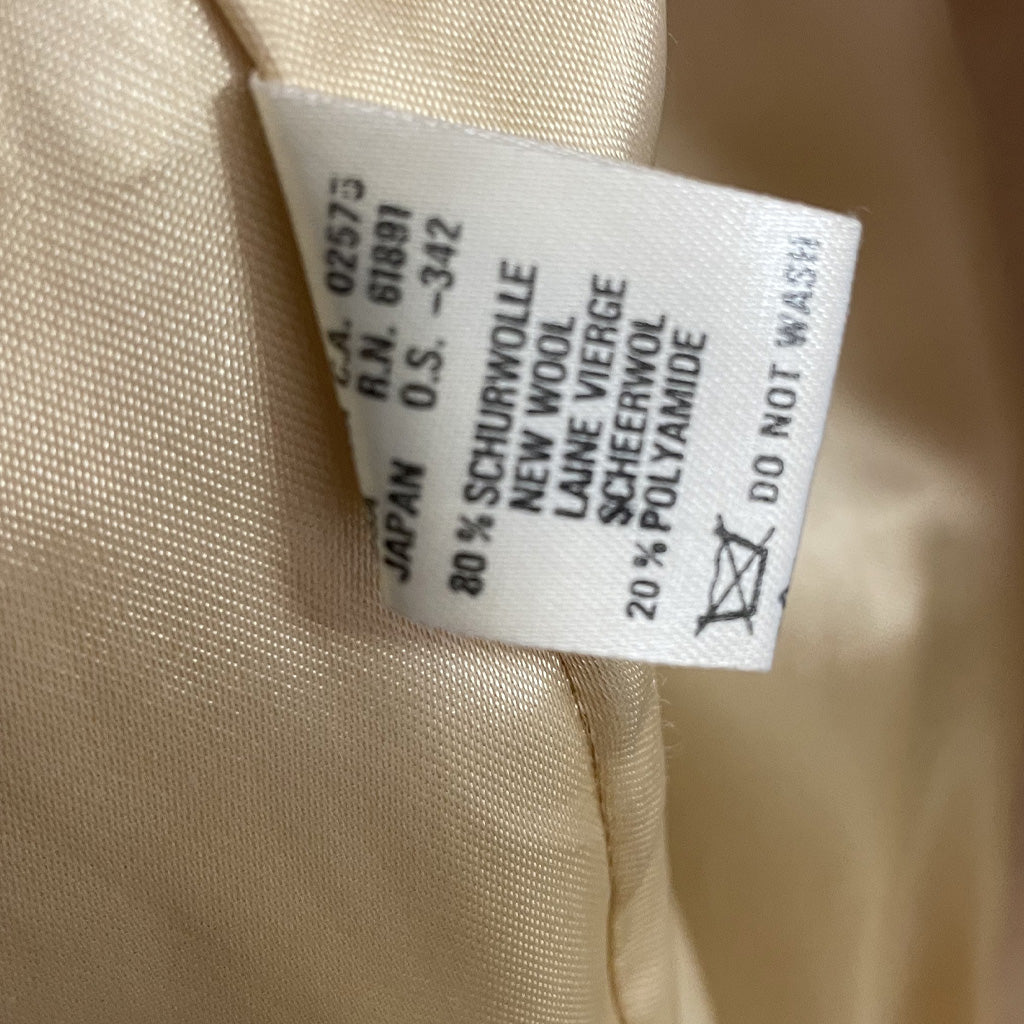 C.A. 02575
R.N. 61891
JAPAN O.S. -342
80% SCHURWOLLE
NEW WOOL
LAINE VIERGE
SCHEERWOL
20% POLYAMIDE
DO NOT WASH